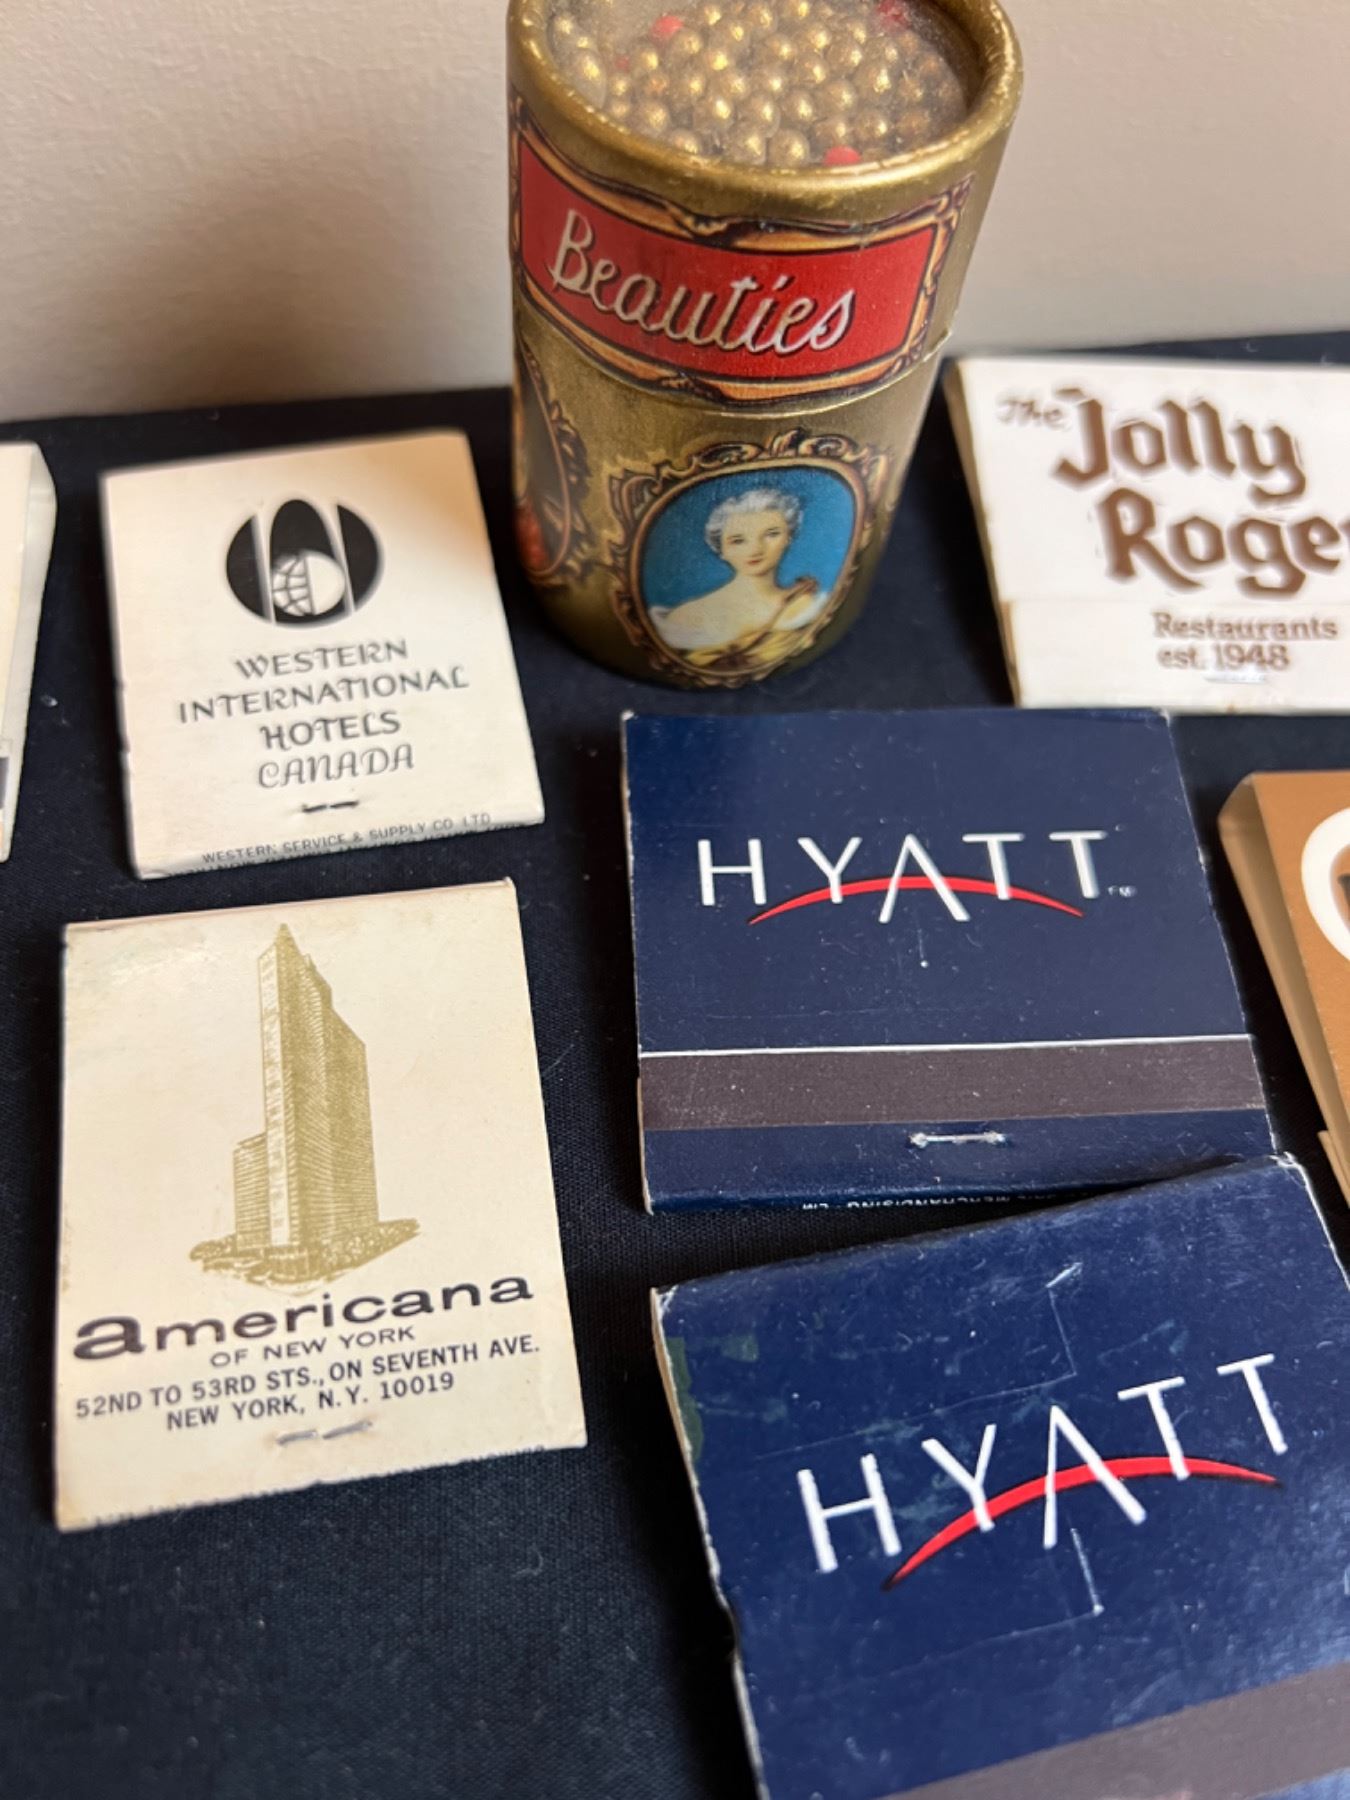 Beauties
The Jolly
Roger
Restaurants
est. 1948
WESTERN
INTERNATIONAL
HOTELS
CANADA
WESTERN SERVICE & SUPPLY CO. LTD.
HYATT
TM
americana
OF NEW YORK
52ND TO 53RD STS., ON SEVENTH AVE.
NEW YORK, N.Y. 10019
HYATT